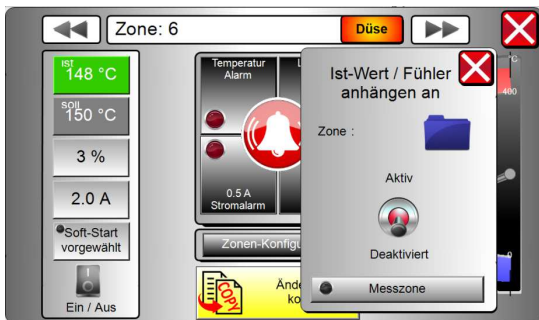 Zone: 6
Düse
ist
148 °C
soll
150 °C
3 %
2.0 A
Soft-Start
vorgewählt
Ein / Aus
Temperatur
Alarm
L
0.5 A
Stromalarm
Zonen-Konfigu
COPY
Ände
ko
Ist-Wert / Fühler
anhängen an
Zone :
Aktiv
Deaktiviert
Messzone
°C
400
0